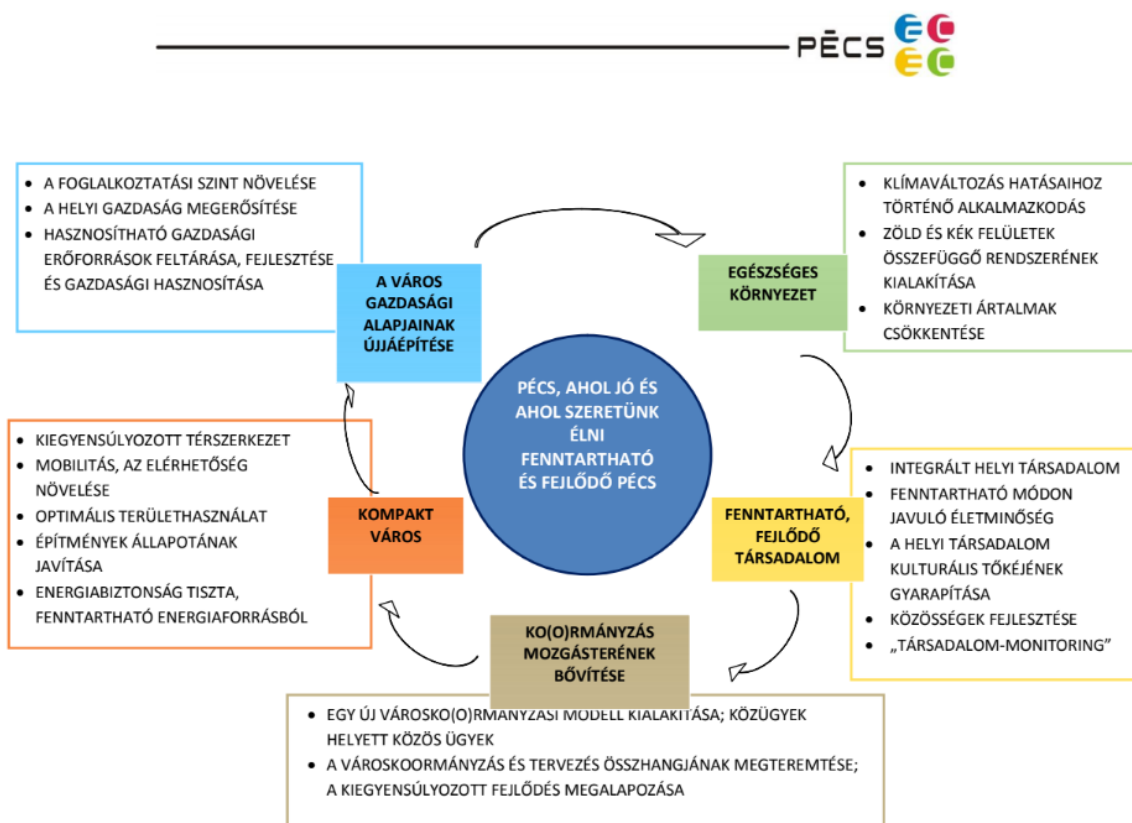 PĒCS
• A FOGLALKOZTATÁSI SZINT NÖVELÉSE
• A HELYI GAZDASÁG MEGERŐSÍTÉSE
• HASZNOSÍTHATÓ GAZDASÁGI
ERŐFORRÁSOK FELTÁRÁSA, FEJLESZTÉSE
ÉS GAZDASÁGI HASZNOSÍTÁSA
A VÁROS
GAZDASÁGI
ALAPJAINAK
ÚJJÁÉPÍTÉSE
EGÉSZSÉGES
KÖRNYEZET
• KLÍMAVÁLTOZÁS HATÁSAIHOZ
TÖRTÉNŐ ALKALMAZKODÁS
• ZÖLD ÉS KÉK FELÜLETEK
ÖSSZEFÜGGŐ RENDSZERÉNEK
KIALAKÍTÁSA
• KÖRNYEZETI ÁRTALMAK
CSÖKKENTÉSE
PÉCS, AHOL JÓ ÉS
AHOL SZERETÜNK
ÉLNI
FENNTARTHATÓ
ÉS FEJLŐDŐ PÉCS
• KIEGYENSÚLYOZOTT TÉRSZERKEZET
• MOBILITÁS, AZ ELÉRHETŐSÉG
NÖVELÉSE
• OPTIMÁLIS TERÜLETHASZNÁLAT
• ÉPÍTMÉNYEK ÁLLAPOTÁNAK
JAVÍTÁSA
• ENERGIABIZTONSÁG TISZTA,
FENNTARTHATÓ ENERGIAFORRÁSBÓL
KOMPAKT
VÁROS
FENNTARTHATÓ,
FEJLŐDŐ
TÁRSADALOM
• INTEGRÁLT HELYI TÁRSADALOM
• FENNTARTHATÓ MÓDON
JAVULÓ ÉLETMINŐSÉG
• A HELYI TÁRSADALOM
KULTURÁLIS TŐKÉJÉNEK
GYARAPÍTÁSA
• KÖZÖSSÉGEK FEJLESZTÉSE
• „TÁRSADALOM-MONITORING”
KO(O)RMÁNYZÁS
MOZGÁSTERÉNEK
BŐVÍTÉSE
• EGY ÚJ VÁROSKO(O)RMÁNYZÁSI MODELL KIALAKÍTÁSA; KÖZÜGYEK
HELYETT KÖZÖS ÜGYEK
• A VÁROSKOORMÁNYZÁS ÉS TERVEZÉS ÖSSZHANGJÁNAK MEGTEREMTÉSE;
A KIEGYENSÚLYOZOTT FEJLŐDÉS MEGALAPOZÁSA